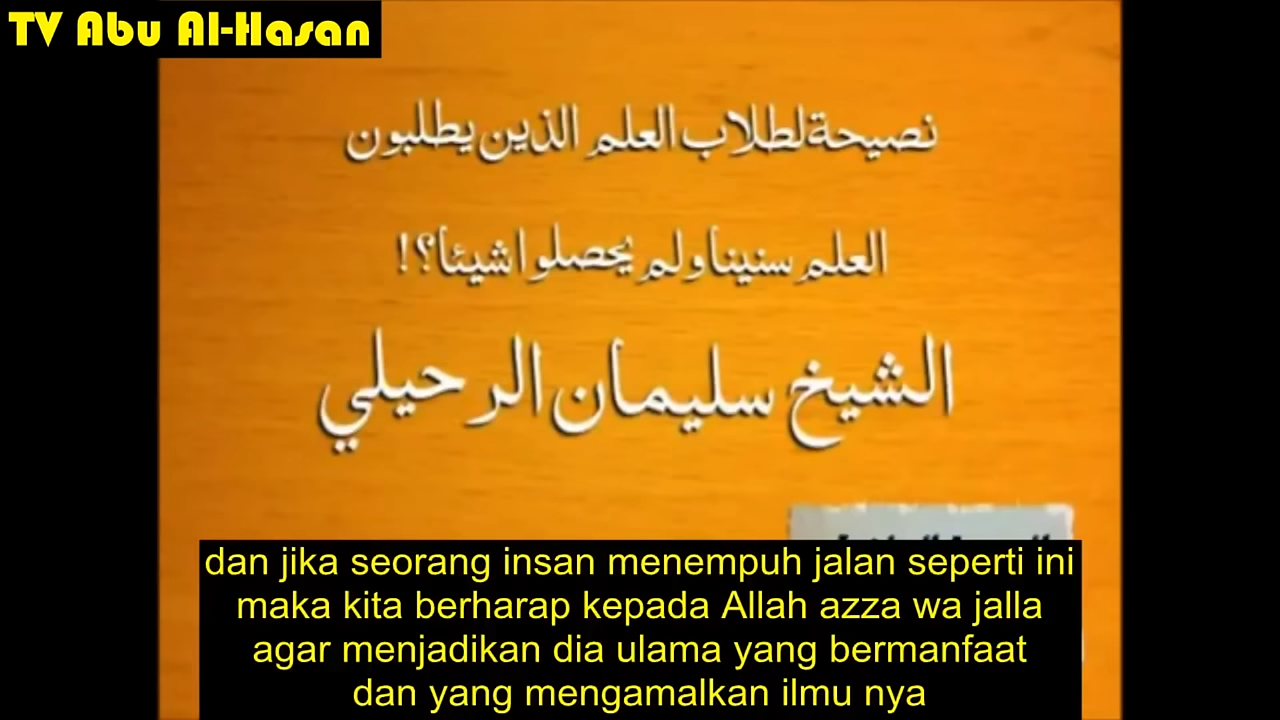 TV Abu Al-Hasan
نصيحة لطلاب العلم الذين يطلبون
العلم سنينا ولم يحصلوا شيئا؟!
الشيخ سليمان الرحيلي
dan jika seorang insan menempuh jalan seperti ini
maka kita berharap kepada Allah azza wa jalla
agar menjadikan dia ulama yang bermanfaat
dan yang mengamalkan ilmu nya